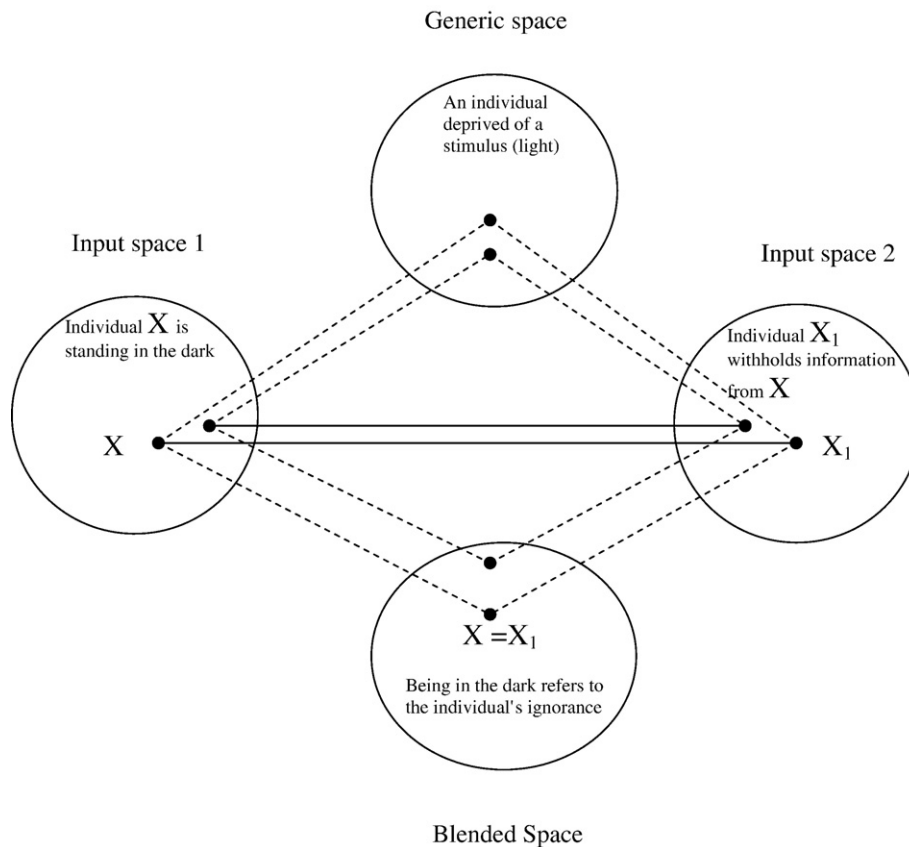 Generic space
An individual
deprived of a
stimulus (light)
Input space 1
Input space 2
Individual X is
standing in the dark
Individual X₁
withholds information
from X
X
X₁
X =X₁
Being in the dark refers to
the individual's ignorance
Blended Space